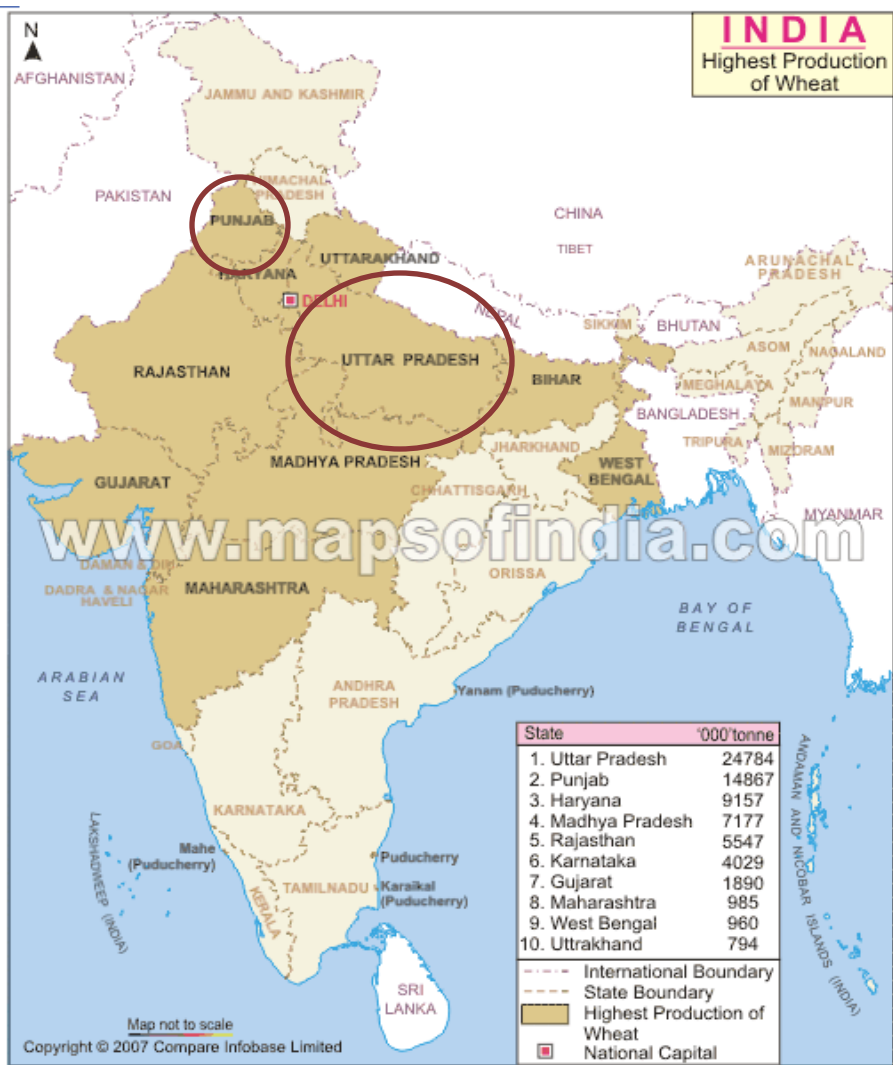 N
INDIA
Highest Production
of Wheat
AFGHANISTAN
JAMMU AND KASHMIR
PAKISTAN
HIMACHAL
PRADESH
PUNJAB
CHINA
TIBET
UTTARAKHAND
HARYANA
DELHI
ARUNACHAL
PRADESH
NEPAL
SIKKIM
BHUTAN
ASOM
NAGALAND
RAJASTHAN
UTTAR PRADESH
BIHAR
MEGHALAYA
MANIPUR
BANGLADESH
TRIPURA
MIZORAM
JHARKHAND
MADHYA PRADESH
WEST
BENGAL
GUJARAT
CHHATTISGARH
MYANMAR
www.mapsofindia.com
ORISSA
DAMAN & DIU
DADRA & NAGAR
HAVELI
MAHARASHTRA
BAY OF
BENGAL
ARABIAN
SEA
ANDHRA
PRADESH
Yanam (Puducherry)
GOA
KARNATAKA
Mahe
(Puducherry)
Puducherry
TAMILNADU
Karaikal
(Puducherry)
KERALA
LAKSHADWEEP (INDIA)
ANDAMAN AND NICOBAR ISLANDS (INDIA)
SRI
LANKA
State '000'tonne
1. Uttar Pradesh 24784
2. Punjab 14867
3. Haryana 9157
4. Madhya Pradesh 7177
5. Rajasthan 5547
6. Karnataka 4029
7. Gujarat 1890
8. Maharashtra 985
9. West Bengal 960
10. Uttrakhand 794
International Boundary
State Boundary
Highest Production of
Wheat
National Capital
Map not to scale
Copyright © 2007 Compare Infobase Limited